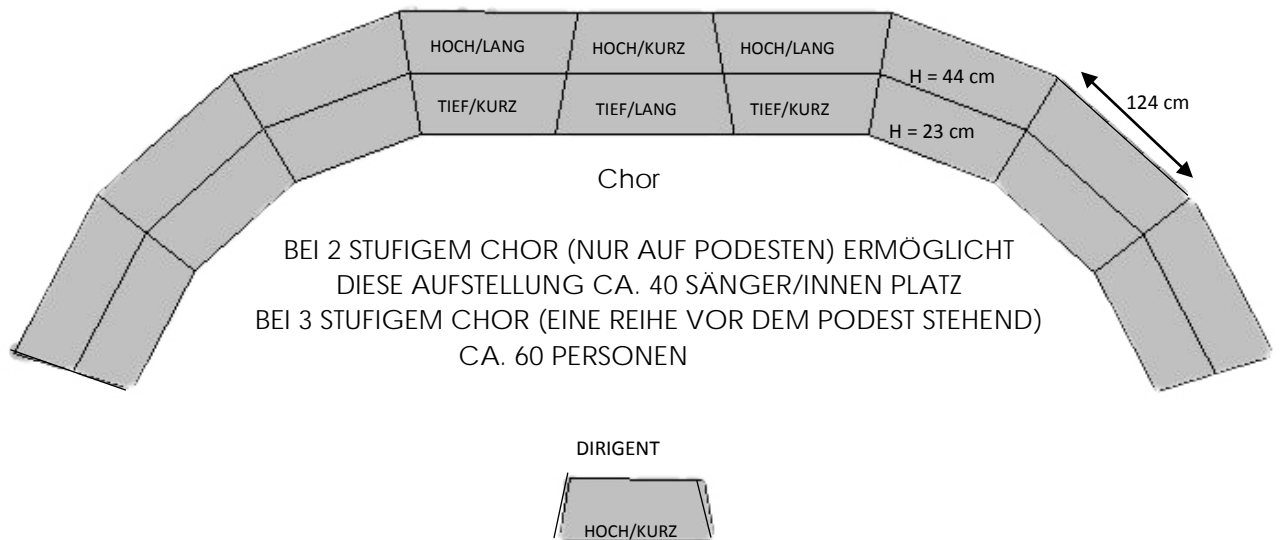 HOCH/LANG HOCH/KURZ HOCH/LANG
H = 44 cm
124 cm
TIEF/KURZ TIEF/LANG TIEF/KURZ
H = 23 cm
Chor
BEI 2 STUFIGEM CHOR (NUR AUF PODESTEN) ERMÖGLICHT
DIESE AUFSTELLUNG CA. 40 SÄNGER/INNEN PLATZ
BEI 3 STUFIGEM CHOR (EINE REIHE VOR DEM PODEST STEHEND)
CA. 60 PERSONEN
DIRIGENT
HOCH/KURZ